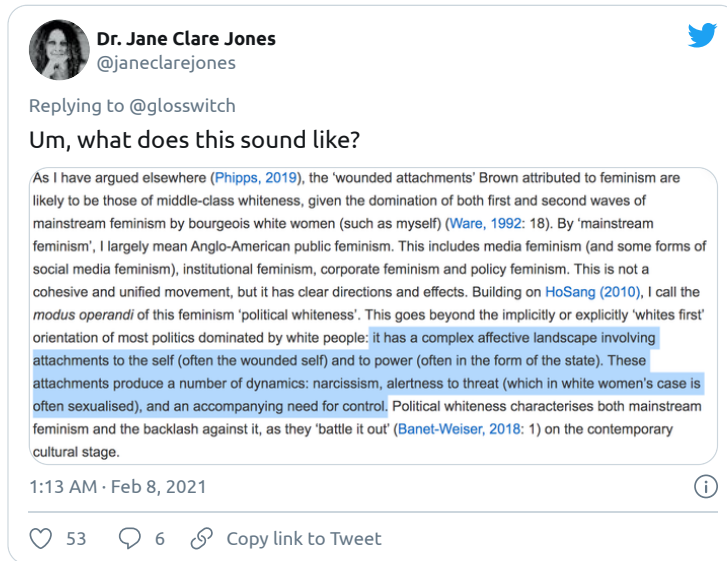 Dr. Jane Clare Jones
@janeclarejones
Replying to @glosswitch
Um, what does this sound like?
As I have argued elsewhere (Phipps, 2019), the ‘wounded attachments’ Brown attributed to feminism are
likely to be those of middle-class whiteness, given the domination of both first and second waves of
mainstream feminism by bourgeois white women (such as myself) (Ware, 1992: 18). By ‘mainstream
feminism’, I largely mean Anglo-American public feminism. This includes media feminism (and some forms of
social media feminism), institutional feminism, corporate feminism and policy feminism. This is not a
cohesive and unified movement, but it has clear directions and effects. Building on HoSang (2010), I call the
modus operandi of this feminism ‘political whiteness’. This goes beyond the implicitly or explicitly ‘whites first’
orientation of most politics dominated by white people: it has a complex affective landscape involving
attachments to the self (often the wounded self) and to power (often in the form of the state). These
attachments produce a number of dynamics: narcissism, alertness to threat (which in white women’s case is
often sexualised), and an accompanying need for control. Political whiteness characterises both mainstream
feminism and the backlash against it, as they ‘battle it out’ (Banet-Weiser, 2018: 1) on the contemporary
cultural stage.
1:13 AM · Feb 8, 2021
53 6 Copy link to Tweet